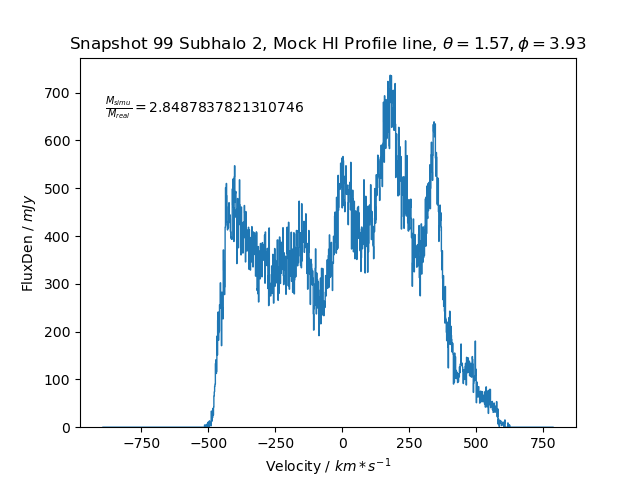 Snapshot 99 Subhalo 2, Mock HI Profile line, θ = 1.57, ϕ = 3.93
M_simu/M_real = 2.8487837821310746
FluxDen / mJy
700
600
500
400
300
200
100
0
−750 −500 −250 0 250 500 750
Velocity / km * s⁻¹